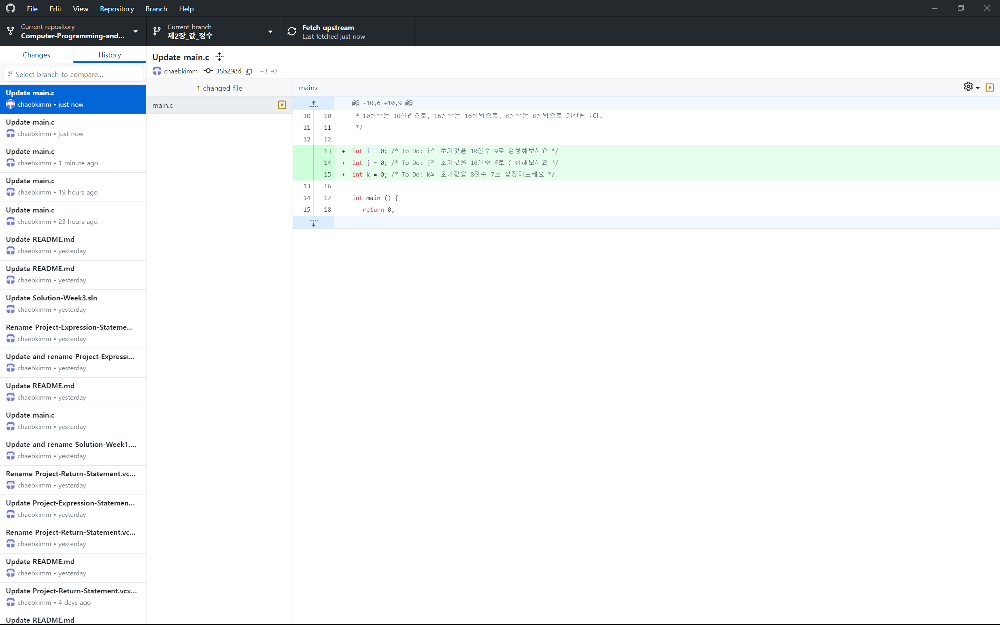 File Edit View Repository Branch Help
Current repository
Computer-Programming-and...
Current branch
제2장_값_정수
Fetch upstream
Last fetched just now
Changes
History
Select branch to compare...
Update main.c
chaebkimm • just now
Update main.c
chaebkimm • just now
Update main.c
chaebkimm • 1 minute ago
Update main.c
chaebkimm • 19 hours ago
Update main.c
chaebkimm • 23 hours ago
Update README.md
chaebkimm • yesterday
Update README.md
chaebkimm • yesterday
Update Solution-Week3.sln
chaebkimm • yesterday
Rename Project-Expression-Stateme...
chaebkimm • yesterday
Update and rename Project-Expressi...
chaebkimm • yesterday
Update README.md
chaebkimm • yesterday
Update main.c
chaebkimm • yesterday
Update and rename Solution-Week1....
chaebkimm • yesterday
Rename Project-Return-Statement.vc...
chaebkimm • yesterday
Update Project-Expression-Statemen...
chaebkimm • yesterday
Rename Project-Return-Statement.vc...
chaebkimm • yesterday
Update README.md
chaebkimm • yesterday
Update Project-Return-Statement.vcx...
chaebkimm • 4 days ago
Update README.md
Update main.c
chaebkimm 35b298d +3 -0
1 changed file
main.c
main.c
@@ -10,6 +10,9 @@
10 10 * 10진수는 10진법으로, 16진수는 16진법으로, 8진수는 8진법으로 계산됩니다.
11 11 */
12 12
13 + int i = 0; /* To Do: i의 초기값을 10진수 9로 설정해보세요 */
14 + int j = 0; /* To Do: j의 초기값을 16진수 f로 설정해보세요 */
15 + int k = 0; /* To Do: k의 초기값을 8진수 7로 설정해보세요 */
13 16
14 17 int main () {
15 18 return 0;